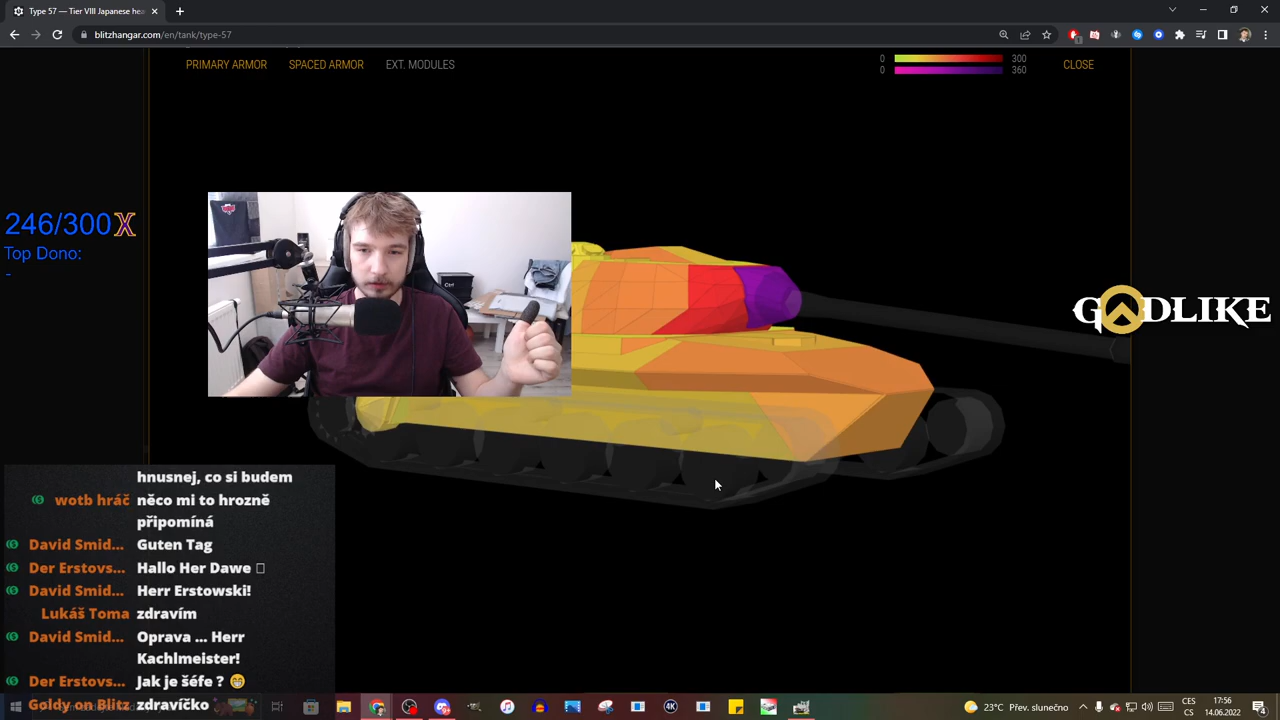 Type 57 — Tier VIII Japanese hea
blitzhangar.com/en/tank/type-57
PRIMARY ARMOR
SPACED ARMOR
EXT. MODULES
0
300
0
360
CLOSE
246/300X
Top Dono:
-
GODLIKE
hnusnej, co si budem
wotb hráč něco mi to hrozně
připomíná
David Smid... Guten Tag
Der Erstovs... Hallo Her Dawe
David Smid... Herr Erstowski!
Lukáš Toma zdravím
David Smid... Oprava ... Herr
Kachlmeister!
Der Erstovs... Jak je šéfe ? 😁
Goldy on Blitz zdravíčko
23°C Přev. slunečno
CES
CS
17:56
14.06.2022